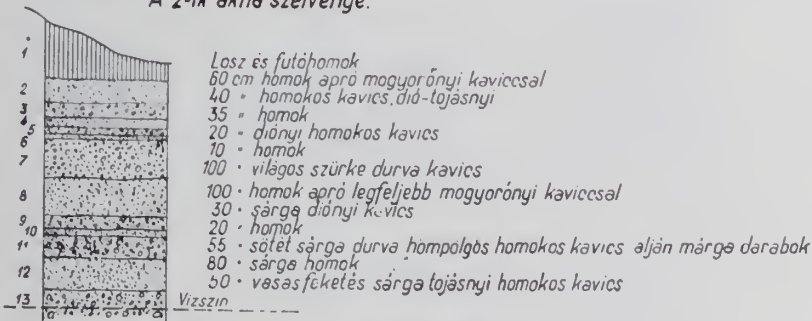 A 2-ik akna szelvénye.
1 Losz és futóhomok
2 60 cm homok apró mogyorónyi kaviccsal
3 40 " homokos kavics, dió-tojásnyi
4 35 " homok
5 20 " diónyi homokos kavics
6 10 " homok
7 100 " világos szürke durva kavics
8 100 " homok apró legfeljebb mogyorónyi kaviccsal
9 30 " sárga diónyi kavics
10 20 " homok
11 55 " sötét sárga durva hömpölgös homokos kavics alján márga darabok
12 80 " sárga homok
13 50 " vasas feketés sárga tojásnyi homokos kavics
Vizszin